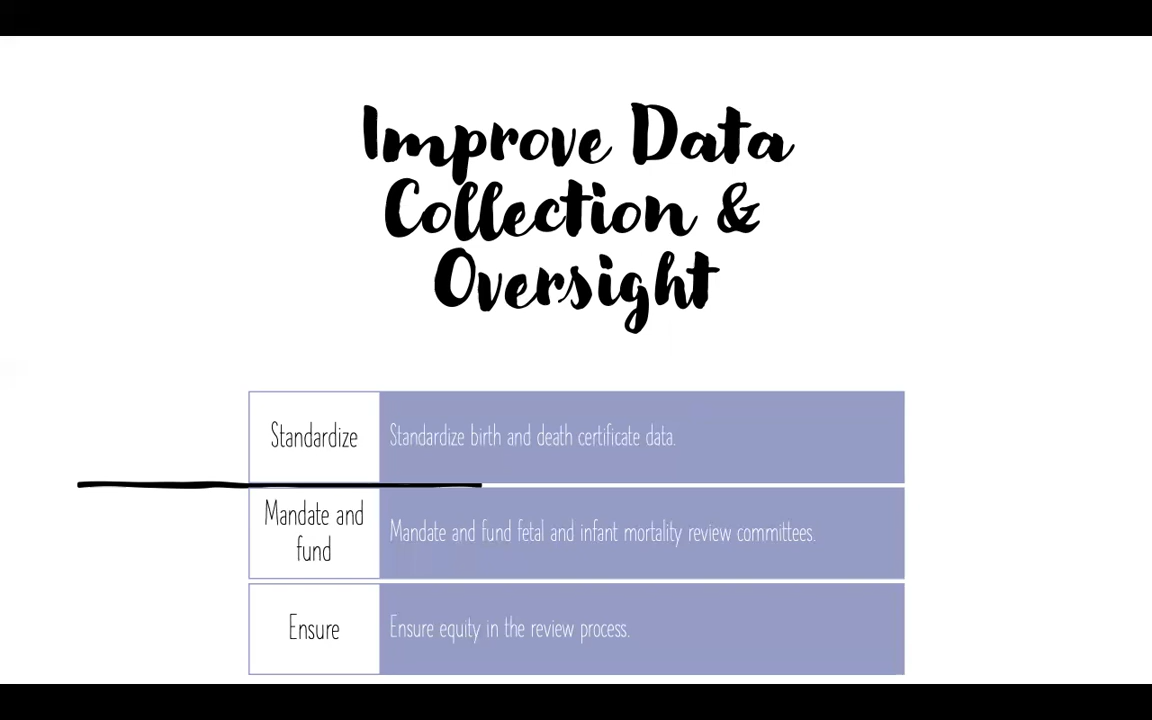 Improve Data
Collection &
Oversight
Standardize
Standardize birth and death certificate data.
Mandate and
fund
Mandate and fund fetal and infant mortality review committees.
Ensure
Ensure equity in the review process.